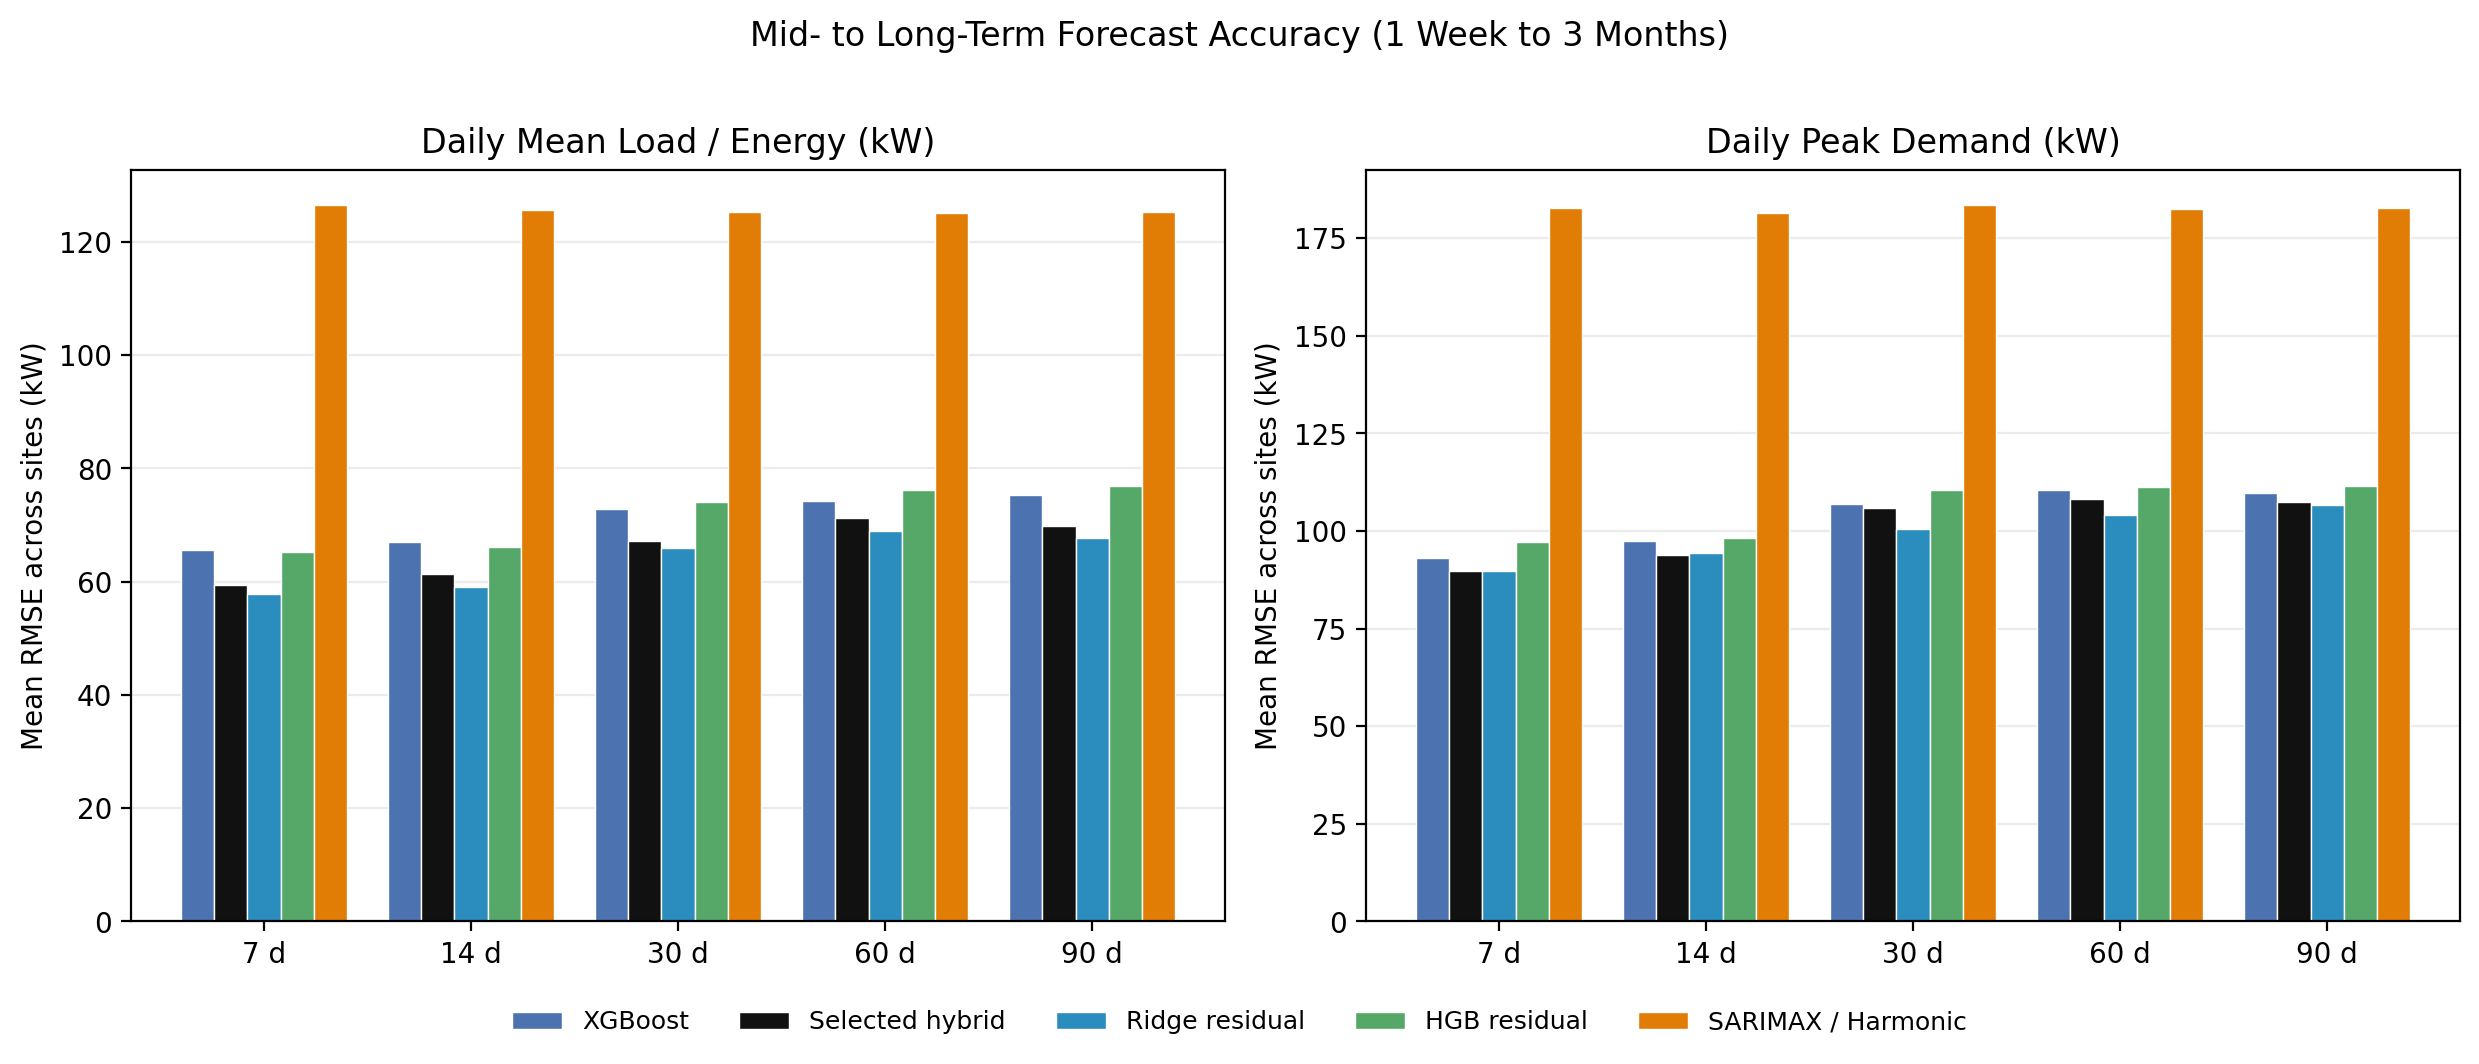 Mid- to Long-Term Forecast Accuracy (1 Week to 3 Months)
Daily Mean Load / Energy (kW)
Mean RMSE across sites (kW)
120
100
80
60
40
20
0
7 d
14 d
30 d
60 d
90 d
Daily Peak Demand (kW)
Mean RMSE across sites (kW)
175
150
125
100
75
50
25
0
7 d
14 d
30 d
60 d
90 d
XGBoost
Selected hybrid
Ridge residual
HGB residual
SARIMAX / Harmonic